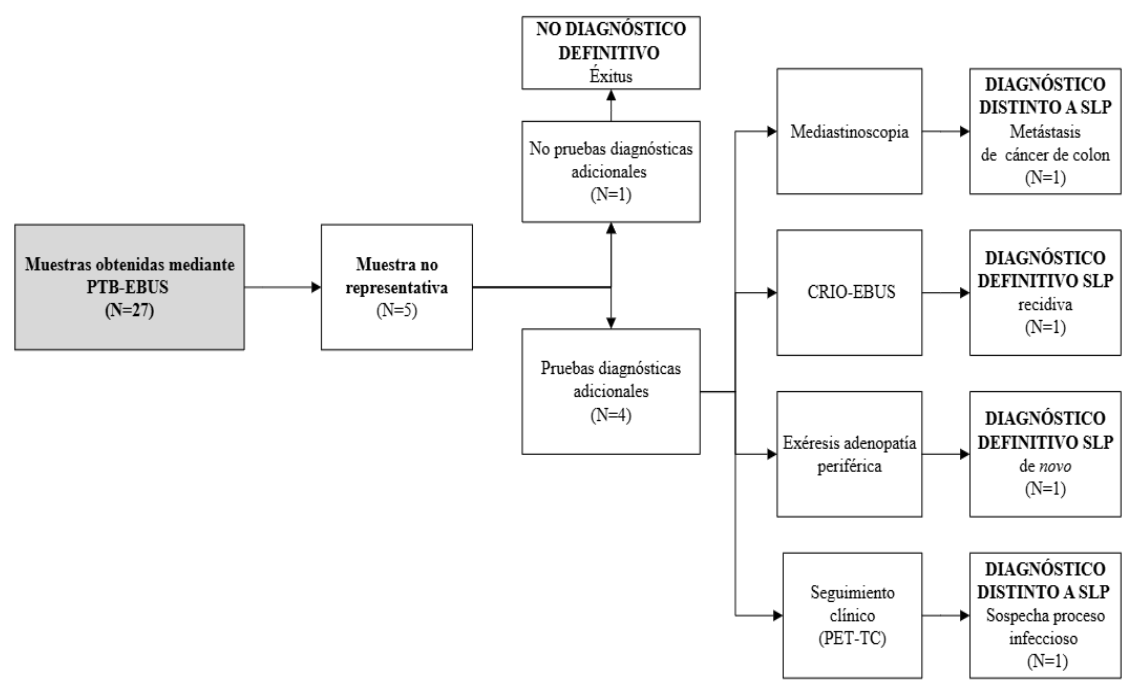 NO DIAGNÓSTICO
DEFINITIVO
Éxitus
No pruebas diagnósticas
adicionales
(N=1)
Muestras obtenidas mediante
PTB-EBUS
(N=27)
Muestra no
representativa
(N=5)
Pruebas diagnósticas
adicionales
(N=4)
Mediastinoscopia
DIAGNÓSTICO
DISTINTO A SLP
Metástasis
de cáncer de colon
(N=1)
CRIO-EBUS
DIAGNÓSTICO
DEFINITIVO SLP
recidiva
(N=1)
Exéresis adenopatía
periférica
DIAGNÓSTICO
DEFINITIVO SLP
de novo
(N=1)
Seguimiento
clínico
(PET-TC)
DIAGNÓSTICO
DISTINTO A SLP
Sospecha proceso
infeccioso
(N=1)